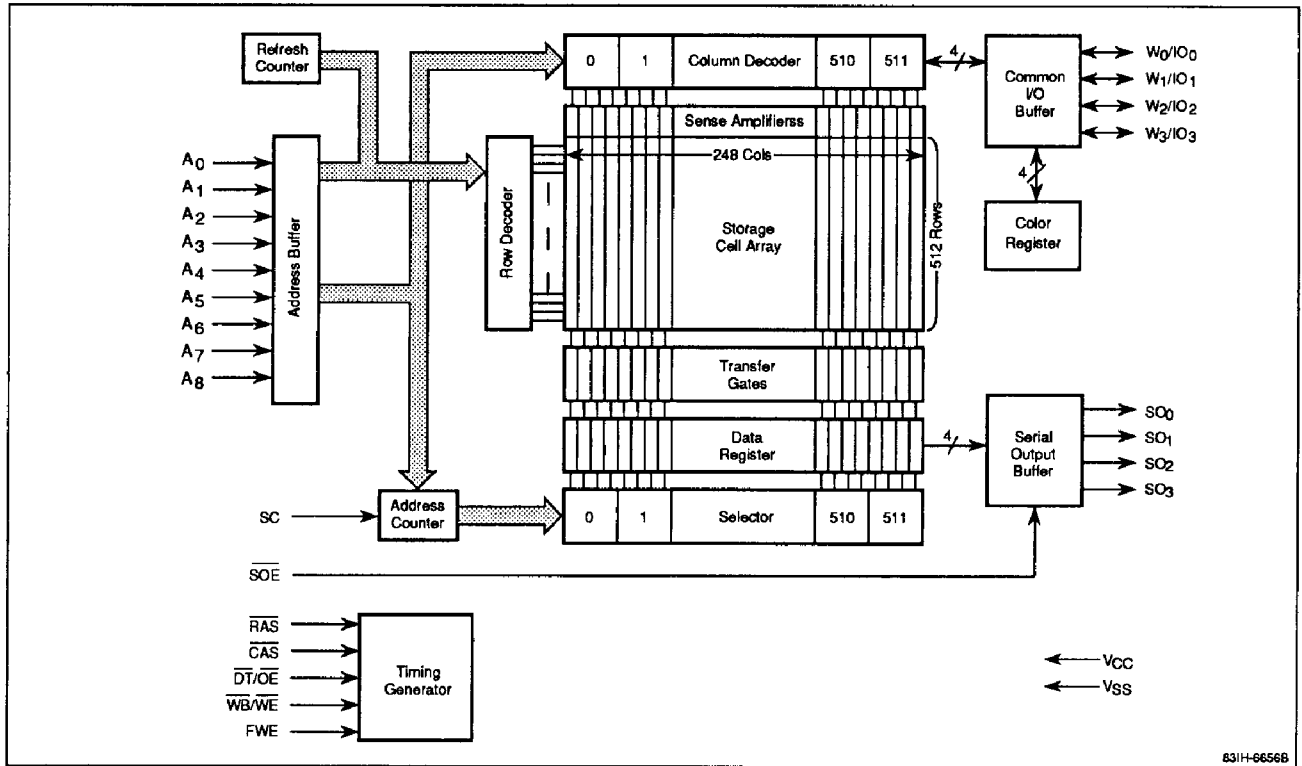 Refresh
Counter
0 1 Column Decoder 510 511
4
Common
I/O
Buffer
W0/IO0
W1/IO1
W2/IO2
W3/IO3
Sense Amplifierss
248 Cols
A0
A1
A2
A3
A4
A5
A6
A7
A8
Address Buffer
Row Decoder
Storage
Cell Array
512 Rows
4
Color
Register
Transfer
Gates
Data
Register
4
Serial
Output
Buffer
SO0
SO1
SO2
SO3
SC
Address
Counter
0 1 Selector 510 511
SOE
RAS
CAS
DT/OE
WB/WE
FWE
Timing
Generator
VCC
VSS
83IH-6656B